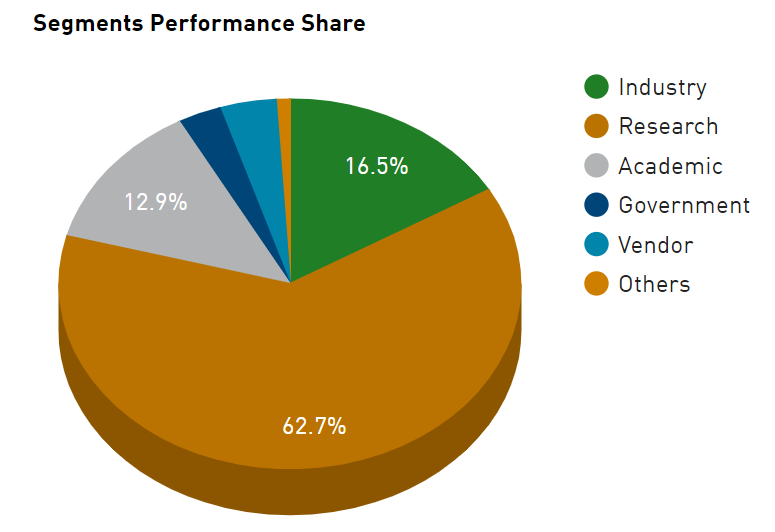 Segments Performance Share
Industry
Research
Academic
Government
Vendor
Others
16.5%
12.9%
62.7%